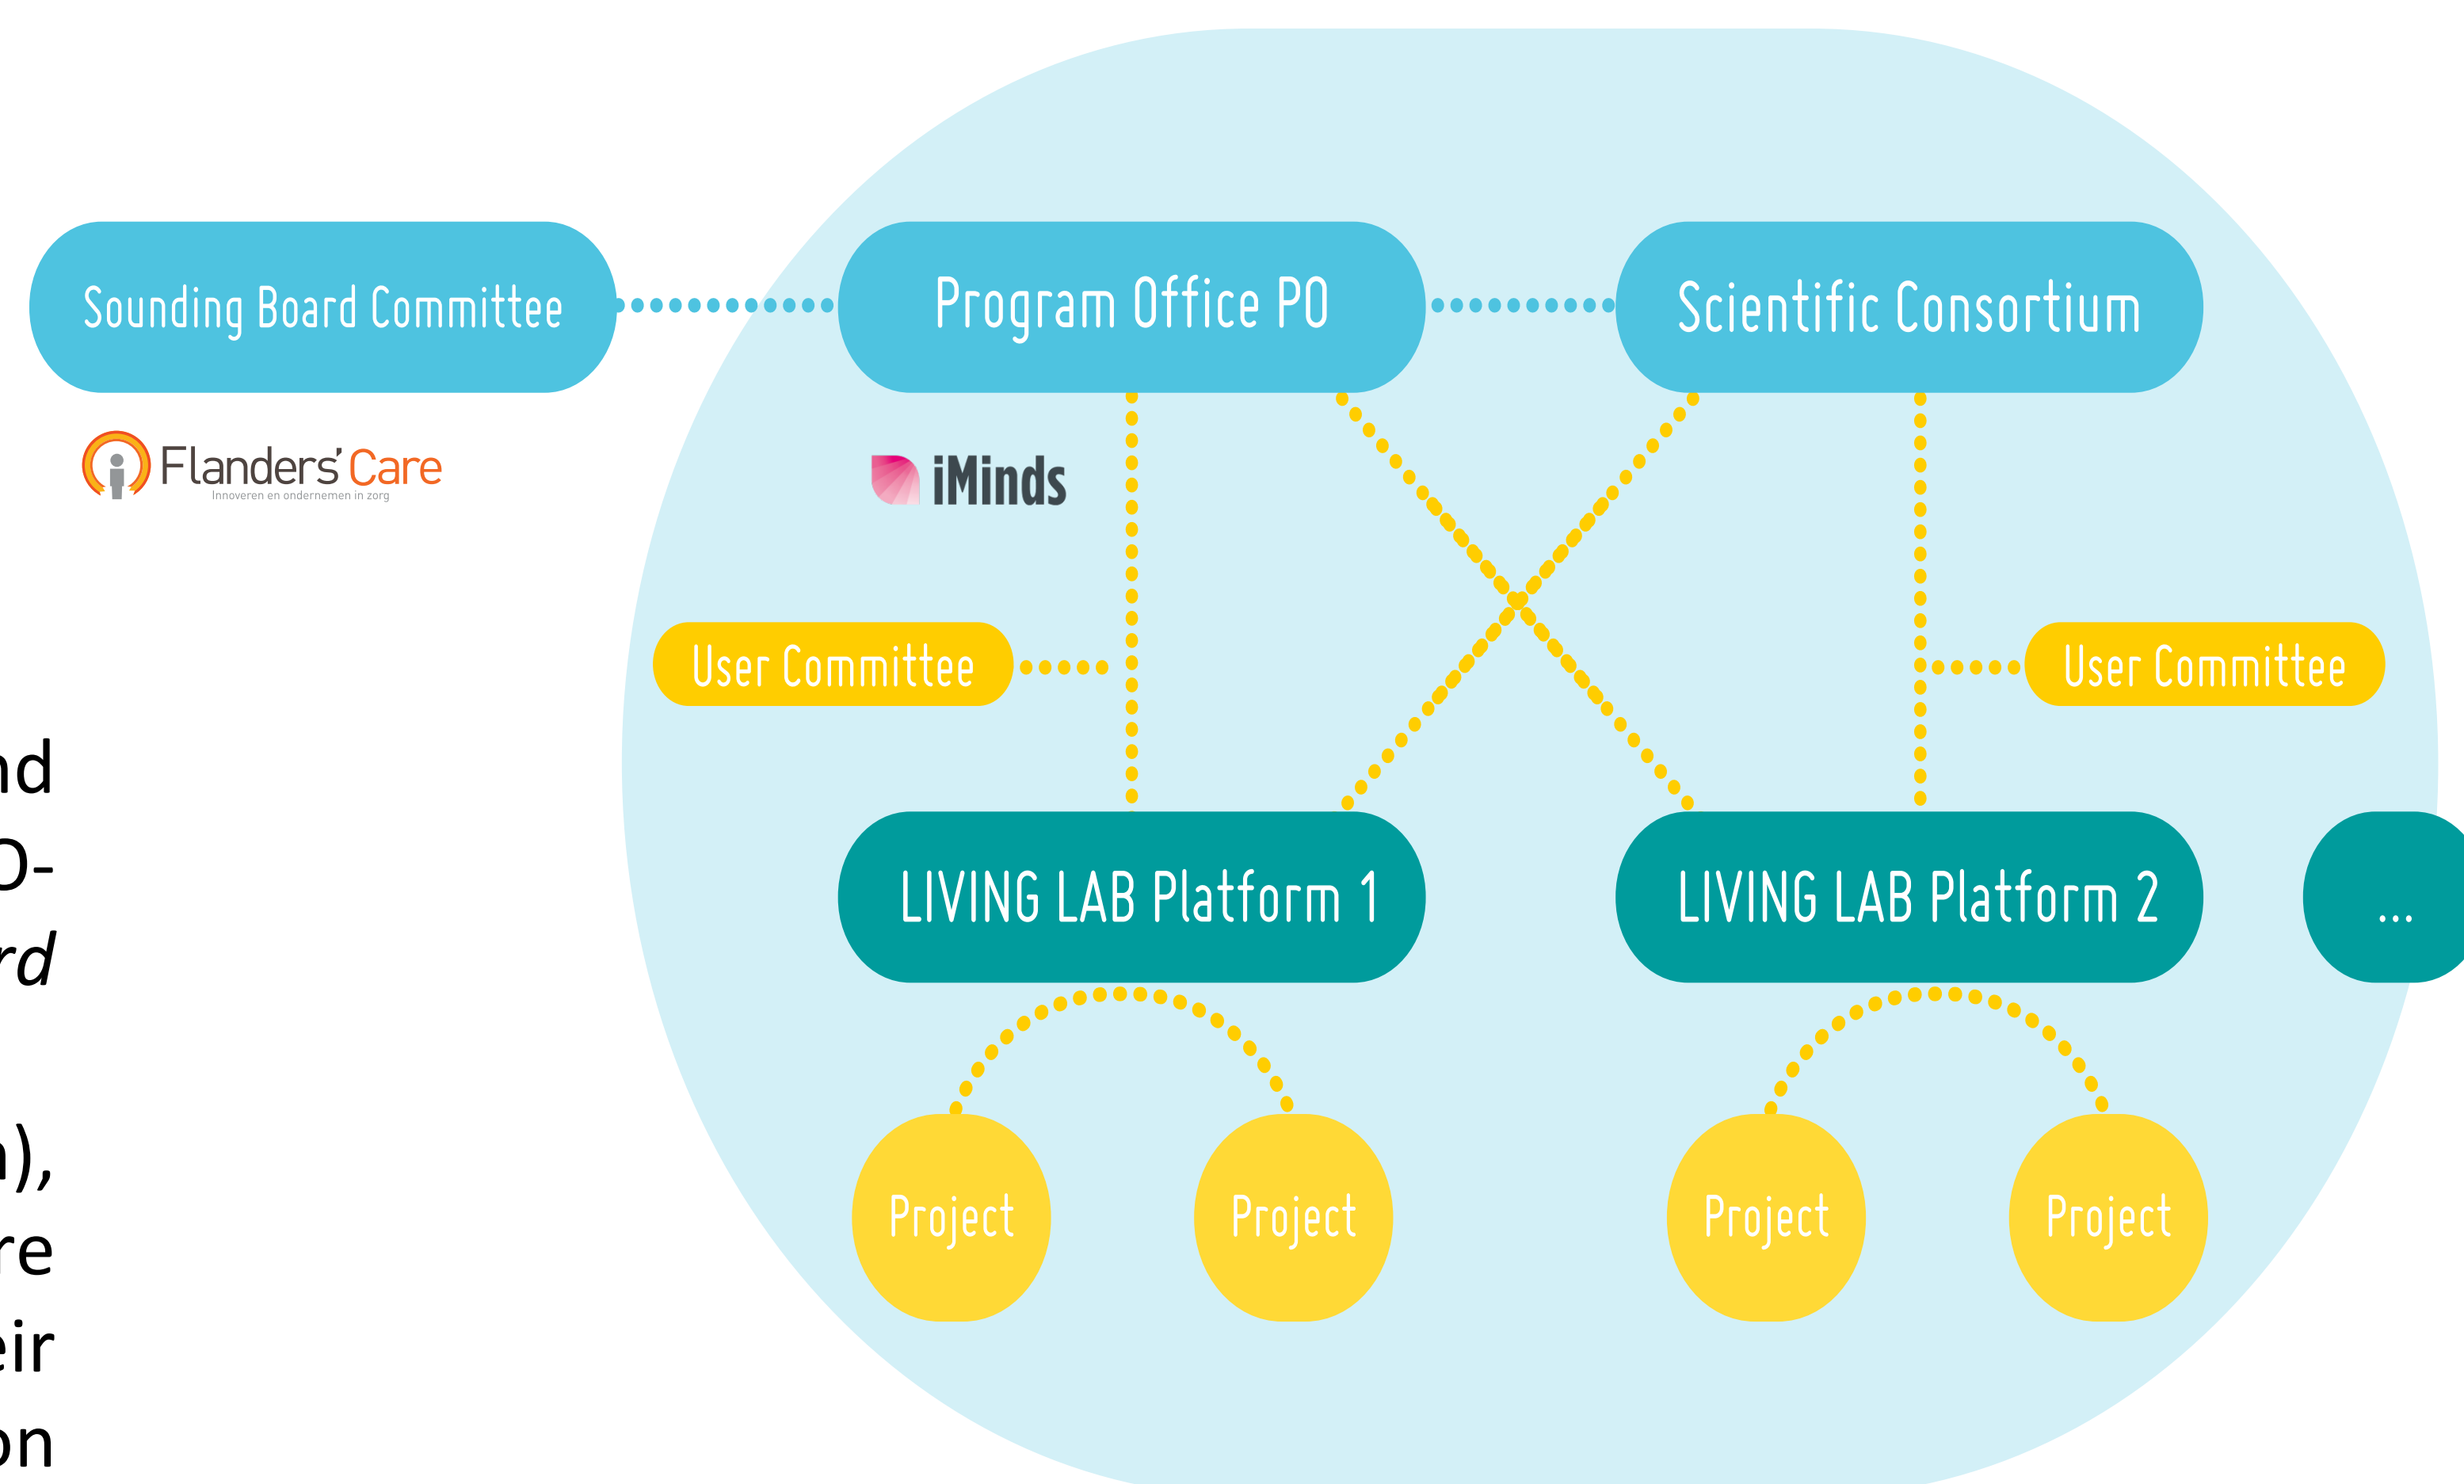 Sounding Board Committee
Program Office PO
Scientific Consortium
Flanders' Care
Innoveren en ondernemen in zorg
iMinds
User Committee
User Committee
nd
rd
LIVING LAB Platform 1
LIVING LAB Platform 2
...
),
re
Project
Project
Project
Project
eir
on